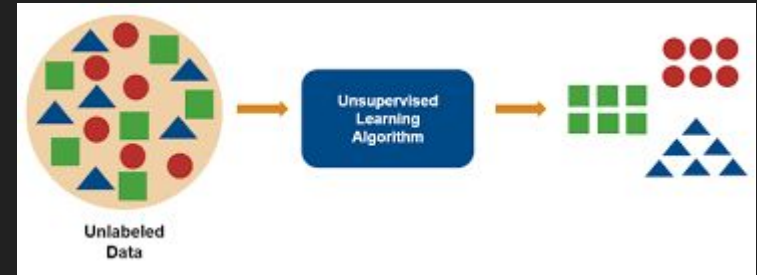 Unsupervised
Learning
Algorithm
Unlabeled
Data